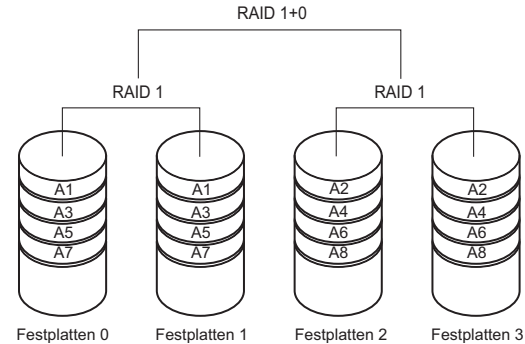 RAID 1+0
RAID 1 RAID 1
A1 A1 A2 A2
A3 A3 A4 A4
A5 A5 A6 A6
A7 A7 A8 A8
Festplatten 0 Festplatten 1 Festplatten 2 Festplatten 3